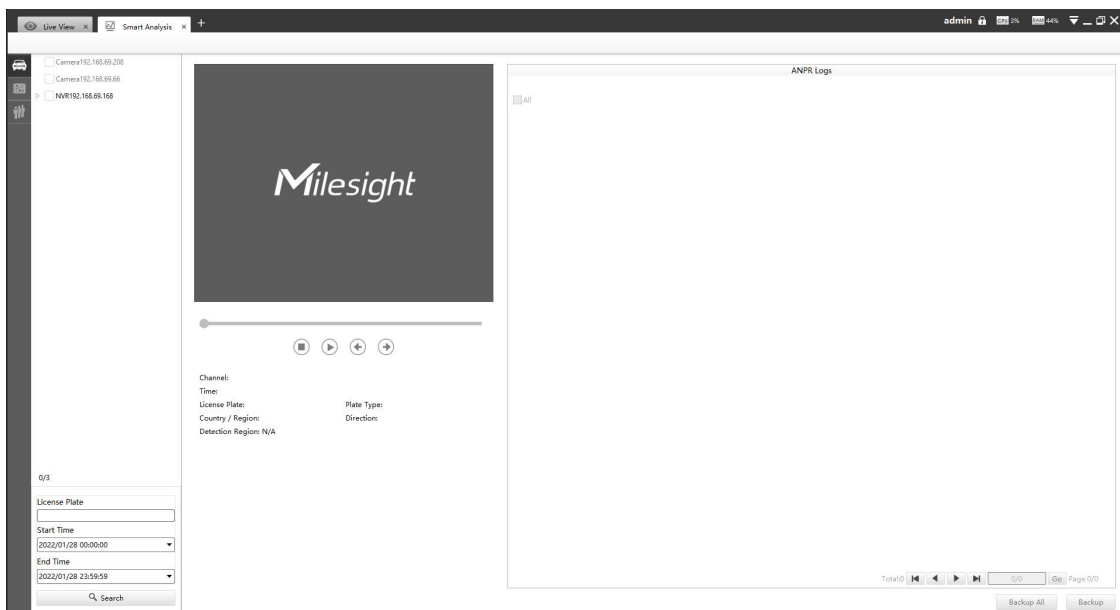 Live View × Smart Analysis × + admin CPU 3% RAM 44%
Camera192.168.69.208
Camera192.168.69.66
NVR192.168.69.168
0/3
License Plate
Start Time
2022/01/28 00:00:00
End Time
2022/01/28 23:59:59
Search
Milesight
Channel:
Time:
License Plate: Plate Type:
Country / Region: Direction:
Detection Region: N/A
ANPR Logs
All
Total:0 0/0 Go Page 0/0
Backup All Backup